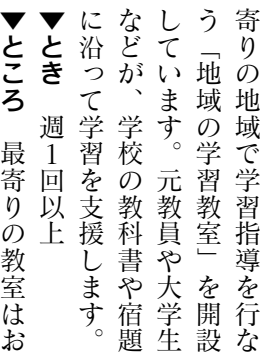 寄りの地域で学習指導を行な
う「地域の学習教室」を開設
しています。元教員や大学生
などが、学校の教科書や宿題
に沿って学習を支援します。
▼とき　週1回以上
▼ところ　最寄りの教室はお